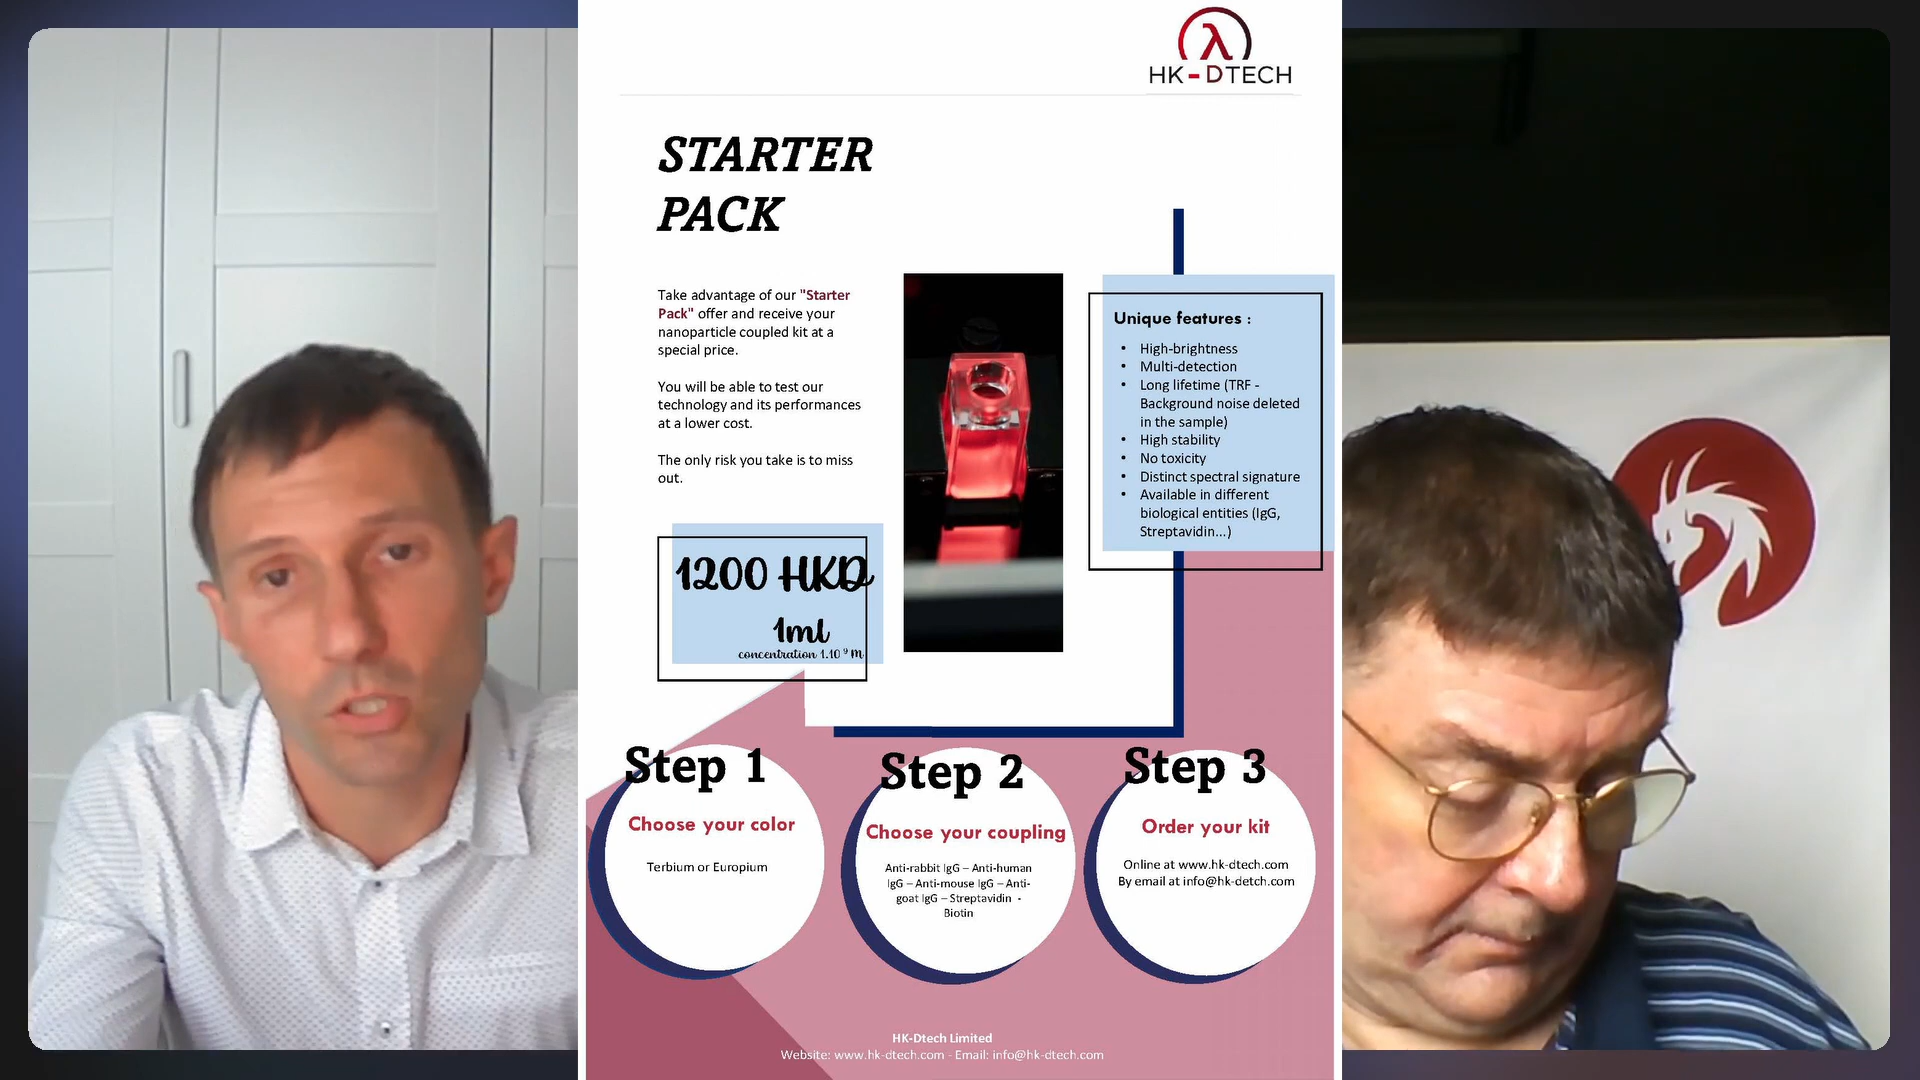 HK-DTECH
STARTER
PACK
Take advantage of our "Starter
Pack" offer and receive your
nanoparticle coupled kit at a
special price.
You will be able to test our
technology and its performances
at a lower cost.
The only risk you take is to miss
out.
1200 HKD
1ml
concentration 1.10⁹ M
Unique features :
• High-brightness
• Multi-detection
• Long lifetime (TRF -
Background noise deleted
in the sample)
• High stability
• No toxicity
• Distinct spectral signature
• Available in different
biological entities (IgG,
Streptavidin...)
Step 1
Choose your color
Terbium or Europium
Step 2
Choose your coupling
Anti-rabbit IgG – Anti-human
IgG – Anti-mouse IgG – Anti-
goat IgG – Streptavidin -
Biotin
Step 3
Order your kit
Online at www.hk-dtech.com
By email at info@hk-detch.com
HK-Dtech Limited
Website: www.hk-dtech.com - Email: info@hk-dtech.com